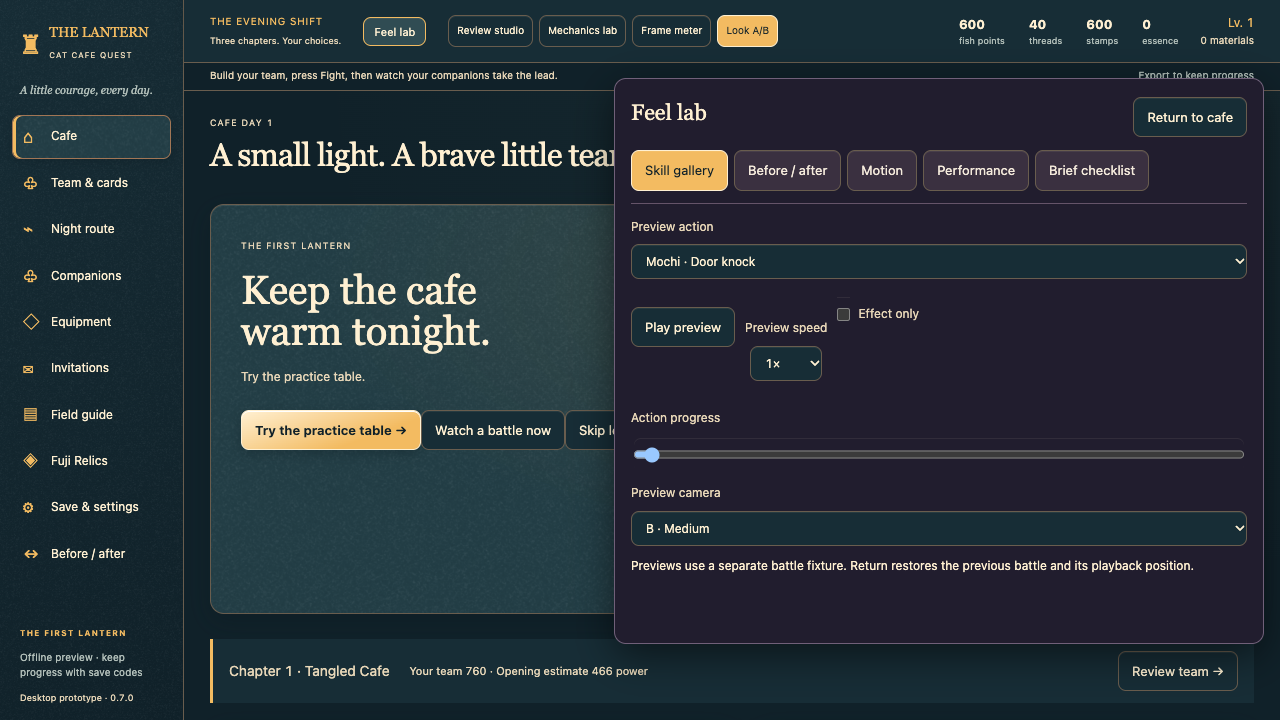 THE LANTERN
CAT CAFE QUEST
A little courage, every day.
Cafe
Team & cards
Night route
Companions
Equipment
Invitations
Field guide
Fuji Relics
Save & settings
Before / after
THE FIRST LANTERN
Offline preview · keep
progress with save codes
Desktop prototype · 0.7.0
THE EVENING SHIFT
Three chapters. Your choices.
Feel lab
Review studio
Mechanics lab
Frame meter
Look A/B
600
fish points
40
threads
600
stamps
0
essence
Lv. 1
0 materials
Build your team, press Fight, then watch your companions take the lead.
Export to keep progress
CAFE DAY 1
A small light. A brave little
THE FIRST LANTERN
Keep the cafe
warm tonight.
Try the practice table.
Try the practice table →
Watch a battle now
Skip
Feel lab
Return to cafe
Skill gallery
Before / after
Motion
Performance
Brief checklist
Preview action
Mochi · Door knock
Play preview
Preview speed
1×
Effect only
Action progress
Preview camera
B · Medium
Previews use a separate battle fixture. Return restores the previous battle and its playback position.
Chapter 1 · Tangled Cafe
Your team 760 · Opening estimate 466 power
Review team →